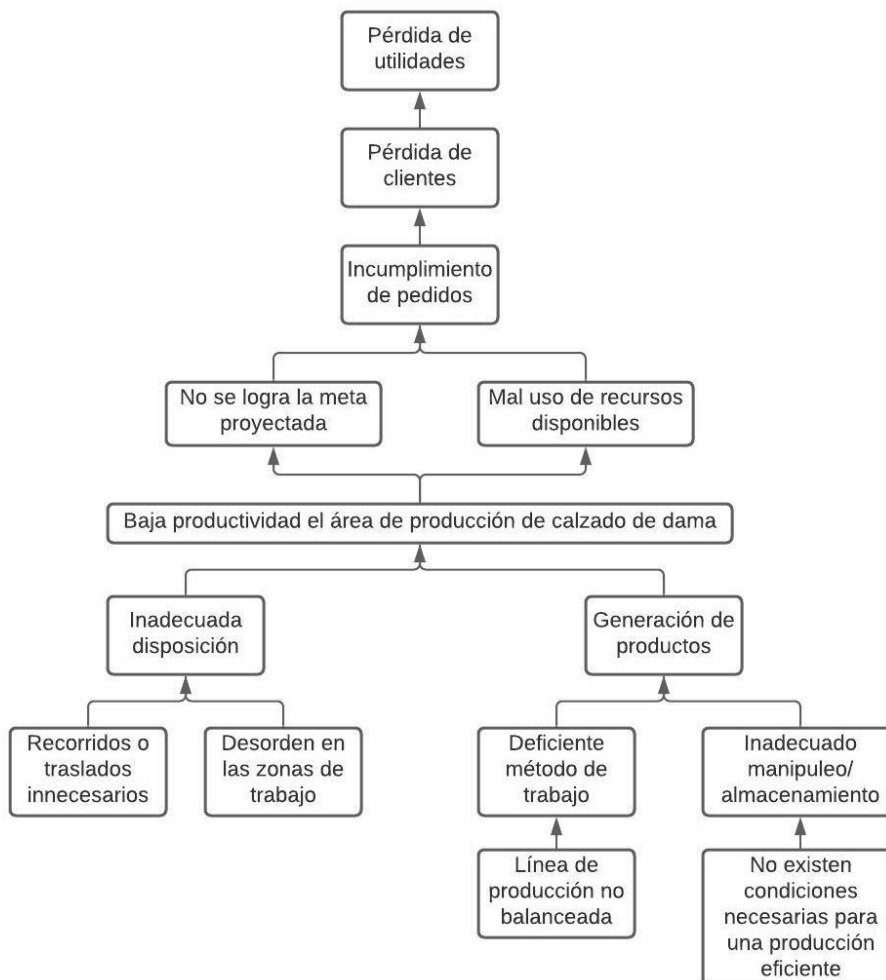 Pérdida de
utilidades
Pérdida de
clientes
Incumplimiento
de pedidos
No se logra la meta
proyectada
Mal uso de recursos
disponibles
Baja productividad el área de producción de calzado de dama
Inadecuada
disposición
Generación de
productos
Recorridos o
traslados
innecesarios
Desorden en
las zonas de
trabajo
Deficiente
método de
trabajo
Inadecuado
manipuleo/
almacenamiento
Línea de
producción no
balanceada
No existen
condiciones
necesarias para
una producción
eficiente